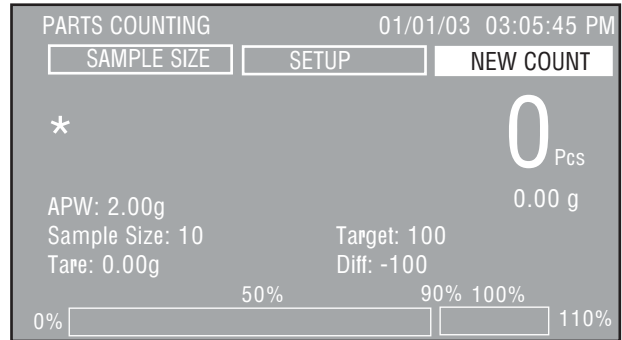 PARTS COUNTING 01/01/03 03:05:45 PM
SAMPLE SIZE SETUP NEW COUNT
* 0 Pcs
0.00 g
APW: 2.00g
Sample Size: 10 Target: 100
Tare: 0.00g Diff: -100
50% 90% 100%
0% 110%